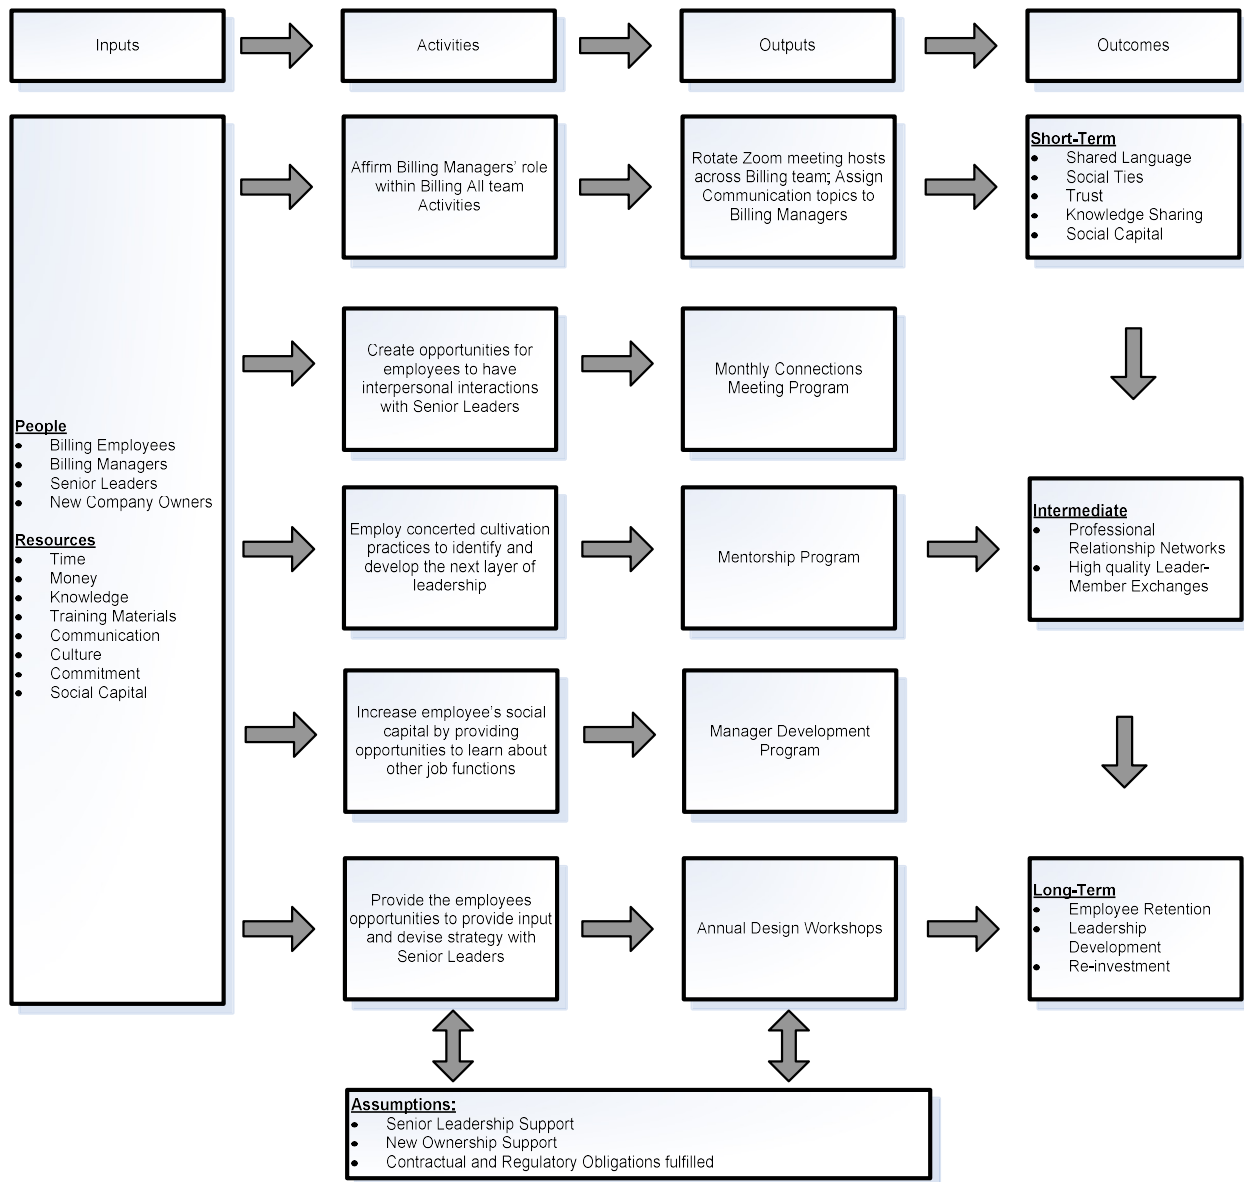 Inputs
Activities
Outputs
Outcomes
People
• Billing Employees
• Billing Managers
• Senior Leaders
• New Company Owners
Resources
• Time
• Money
• Knowledge
• Training Materials
• Communication
• Culture
• Commitment
• Social Capital
Affirm Billing Managers' role
within Billing All team
Activities
Rotate Zoom meeting hosts
across Billing team; Assign
Communication topics to
Billing Managers
Short-Term
• Shared Language
• Social Ties
• Trust
• Knowledge Sharing
• Social Capital
Create opportunities for
employees to have
interpersonal interactions
with Senior Leaders
Monthly Connections
Meeting Program
Employ concerted cultivation
practices to identify and
develop the next layer of
leadership
Mentorship Program
Intermediate
• Professional
Relationship Networks
• High quality Leader-
Member Exchanges
Increase employee's social
capital by providing
opportunities to learn about
other job functions
Manager Development
Program
Provide the employees
opportunities to provide input
and devise strategy with
Senior Leaders
Annual Design Workshops
Long-Term
• Employee Retention
• Leadership
Development
• Re-investment
Assumptions:
• Senior Leadership Support
• New Ownership Support
• Contractual and Regulatory Obligations fulfilled